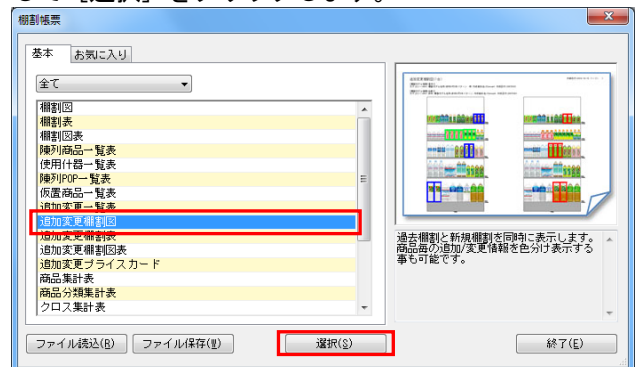 して［選択］をクリックします。
棚割帳票
基本 お気に入り
全て
棚割図
棚割表
棚割図表
陳列商品一覧表
使用什器一覧表
陳列POP一覧表
仮置商品一覧表
追加変更一覧表
追加変更棚割図
追加変更棚割表
追加変更棚割図表
追加変更プライスカード
商品集計表
商品分類集計表
クロス集計表
過去棚割と新規棚割を同時に表示します。
商品毎の追加/変更情報を色分け表示する
事も可能です。
ファイル読込(R) ファイル保存(W) 選択(S) 終了(E)